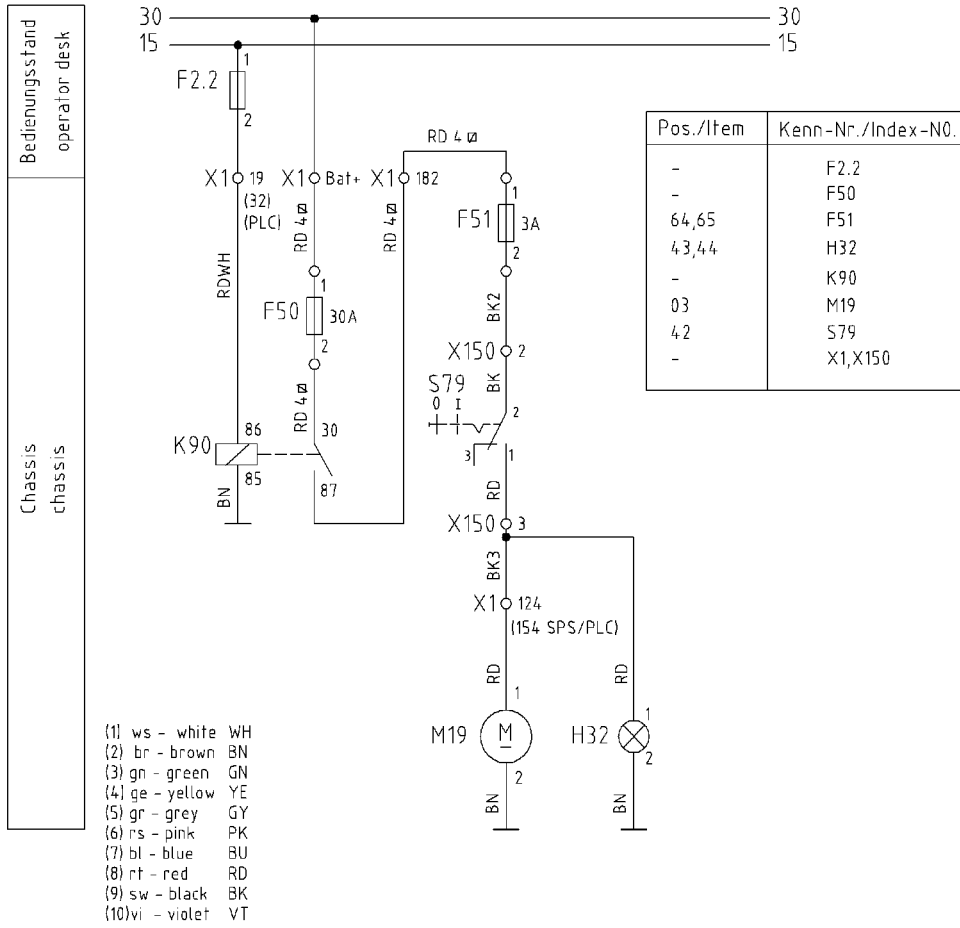 30
30
15
15
Bedienungsstand
operator desk
Chassis
chassis
1
F2.2
2
X1 19
(32)
(PLC)
X1 Bat+
X1 182
RD 4
RD 4
RD 4
RDWH
1
F50 30A
2
RD 4
1
F51 3A
2
BK2
X150 2
BK
S79
0 I
2
3
1
RD
K90
86
85
30
87
BN
X150 3
BK3
X1 124
(154 SPS/PLC)
RD
1
M19
M
2
BN
RD
1
H32
2
BN
Pos./Item Kenn-Nr./Index-N0.
- F2.2
- F50
64,65 F51
43,44 H32
- K90
03 M19
42 S79
- X1,X150
(1) ws - white WH
(2) br - brown BN
(3) gn - green GN
(4) ge - yellow YE
(5) gr - grey GY
(6) rs - pink PK
(7) bl - blue BU
(8) rt - red RD
(9) sw - black BK
(10)vi - violet VT